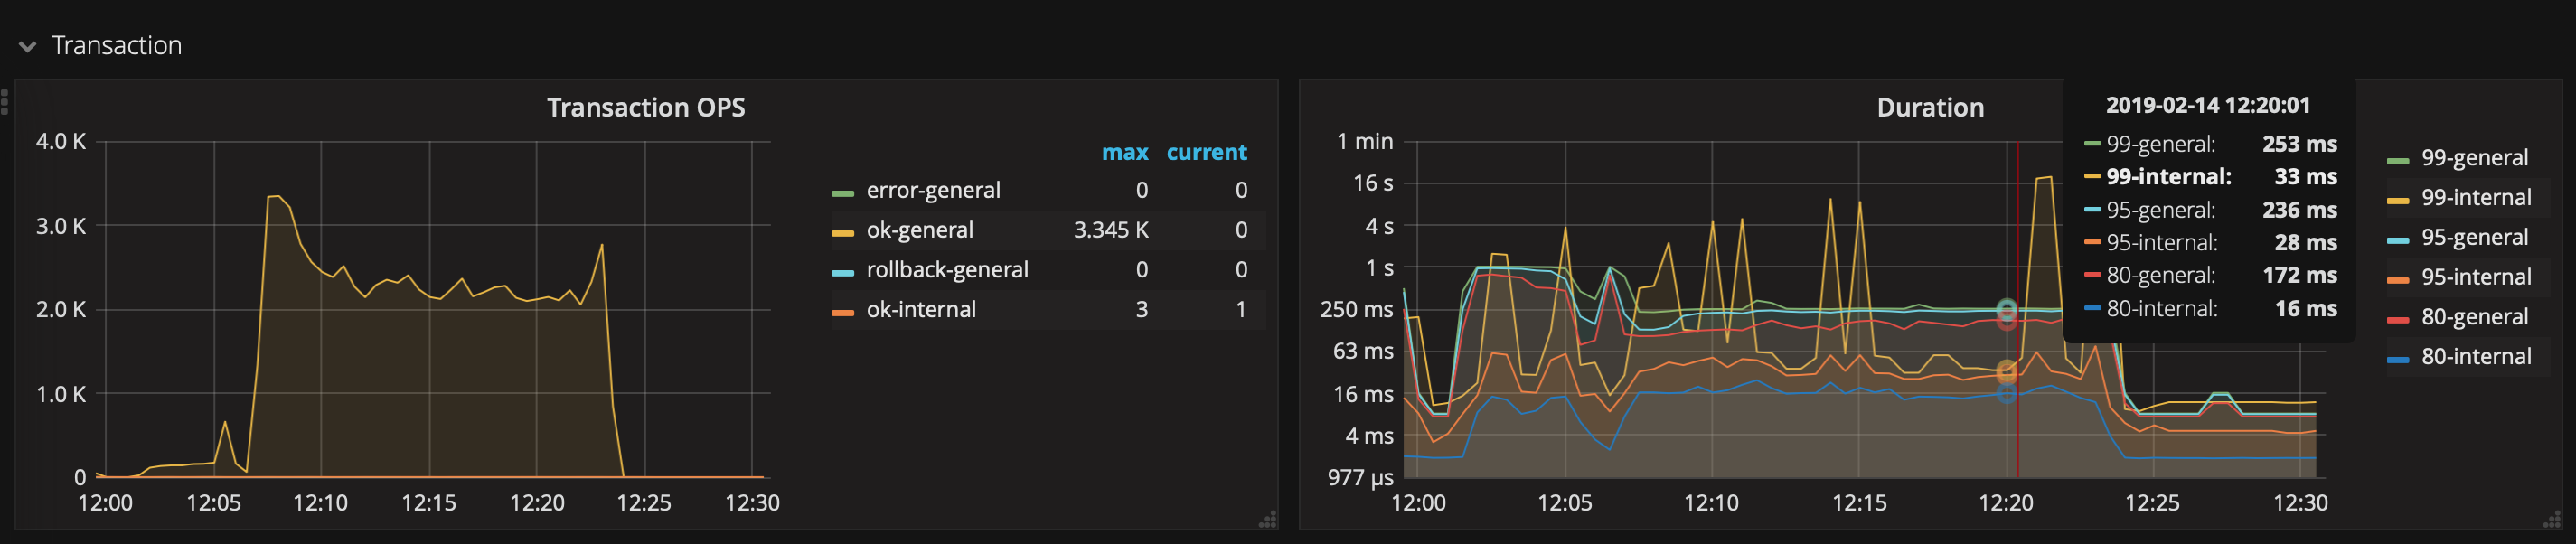 Transaction
Transaction OPS
4.0 K
3.0 K
2.0 K
1.0 K
0
12:00 12:05 12:10 12:15 12:20 12:25 12:30
max current
error-general 0 0
ok-general 3.345 K 0
rollback-general 0 0
ok-internal 3 1
Duration
1 min
16 s
4 s
1 s
250 ms
63 ms
16 ms
4 ms
977 µs
12:00 12:05 12:10 12:15 12:20 12:25 12:30
2019-02-14 12:20:01
99-general: 253 ms
99-internal: 33 ms
95-general: 236 ms
95-internal: 28 ms
80-general: 172 ms
80-internal: 16 ms
99-general
99-internal
95-general
95-internal
80-general
80-internal